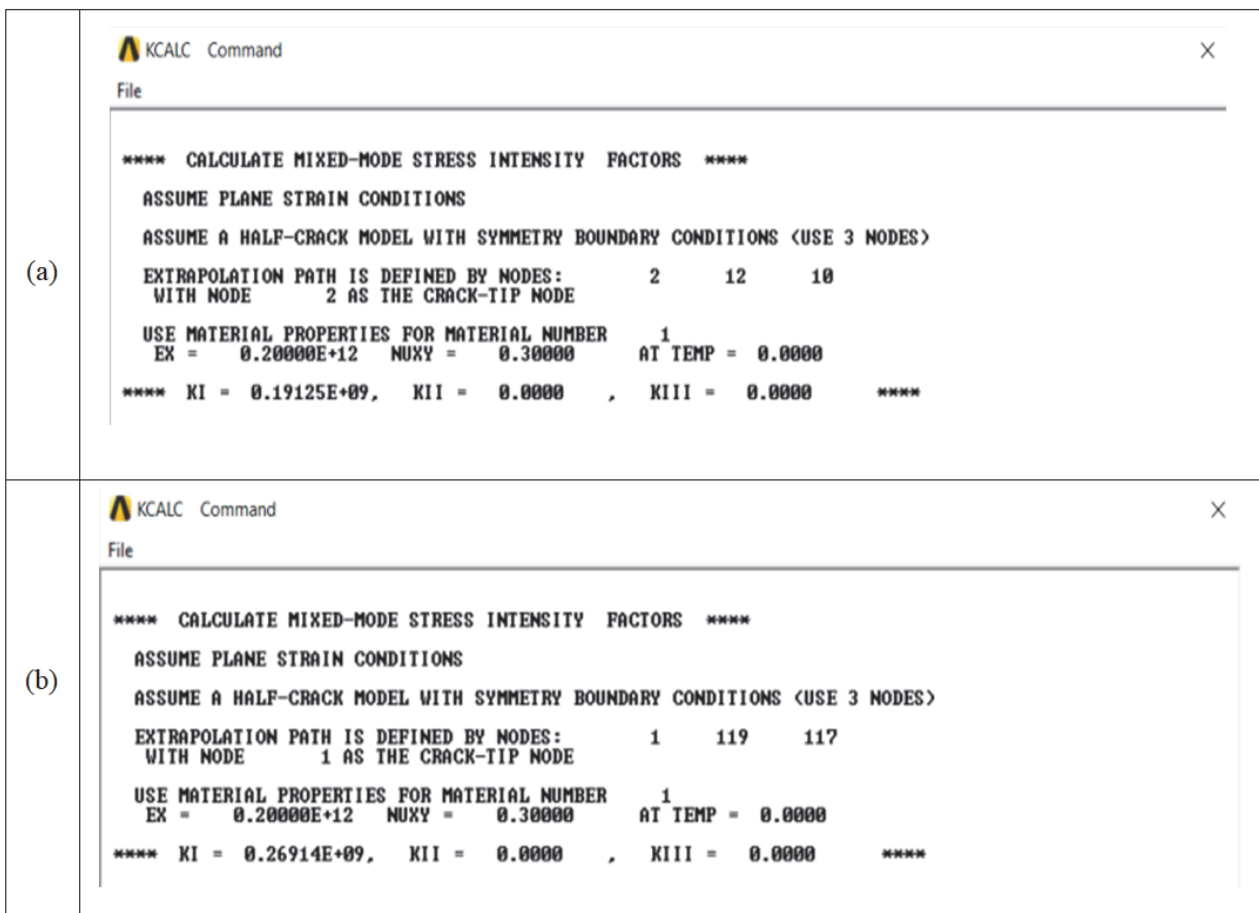 (a)
KCALC Command
File
**** CALCULATE MIXED-MODE STRESS INTENSITY FACTORS ****
ASSUME PLANE STRAIN CONDITIONS
ASSUME A HALF-CRACK MODEL WITH SYMMETRY BOUNDARY CONDITIONS (USE 3 NODES)
EXTRAPOLATION PATH IS DEFINED BY NODES: 2 12 10
WITH NODE 2 AS THE CRACK-TIP NODE
USE MATERIAL PROPERTIES FOR MATERIAL NUMBER 1
EX = 0.20000E+12 NUXY = 0.30000 AT TEMP = 0.0000
**** KI = 0.19125E+09, KII = 0.0000 , KIII = 0.0000 ****
(b)
KCALC Command
File
**** CALCULATE MIXED-MODE STRESS INTENSITY FACTORS ****
ASSUME PLANE STRAIN CONDITIONS
ASSUME A HALF-CRACK MODEL WITH SYMMETRY BOUNDARY CONDITIONS (USE 3 NODES)
EXTRAPOLATION PATH IS DEFINED BY NODES: 1 119 117
WITH NODE 1 AS THE CRACK-TIP NODE
USE MATERIAL PROPERTIES FOR MATERIAL NUMBER 1
EX = 0.20000E+12 NUXY = 0.30000 AT TEMP = 0.0000
**** KI = 0.26914E+09, KII = 0.0000 , KIII = 0.0000 ****